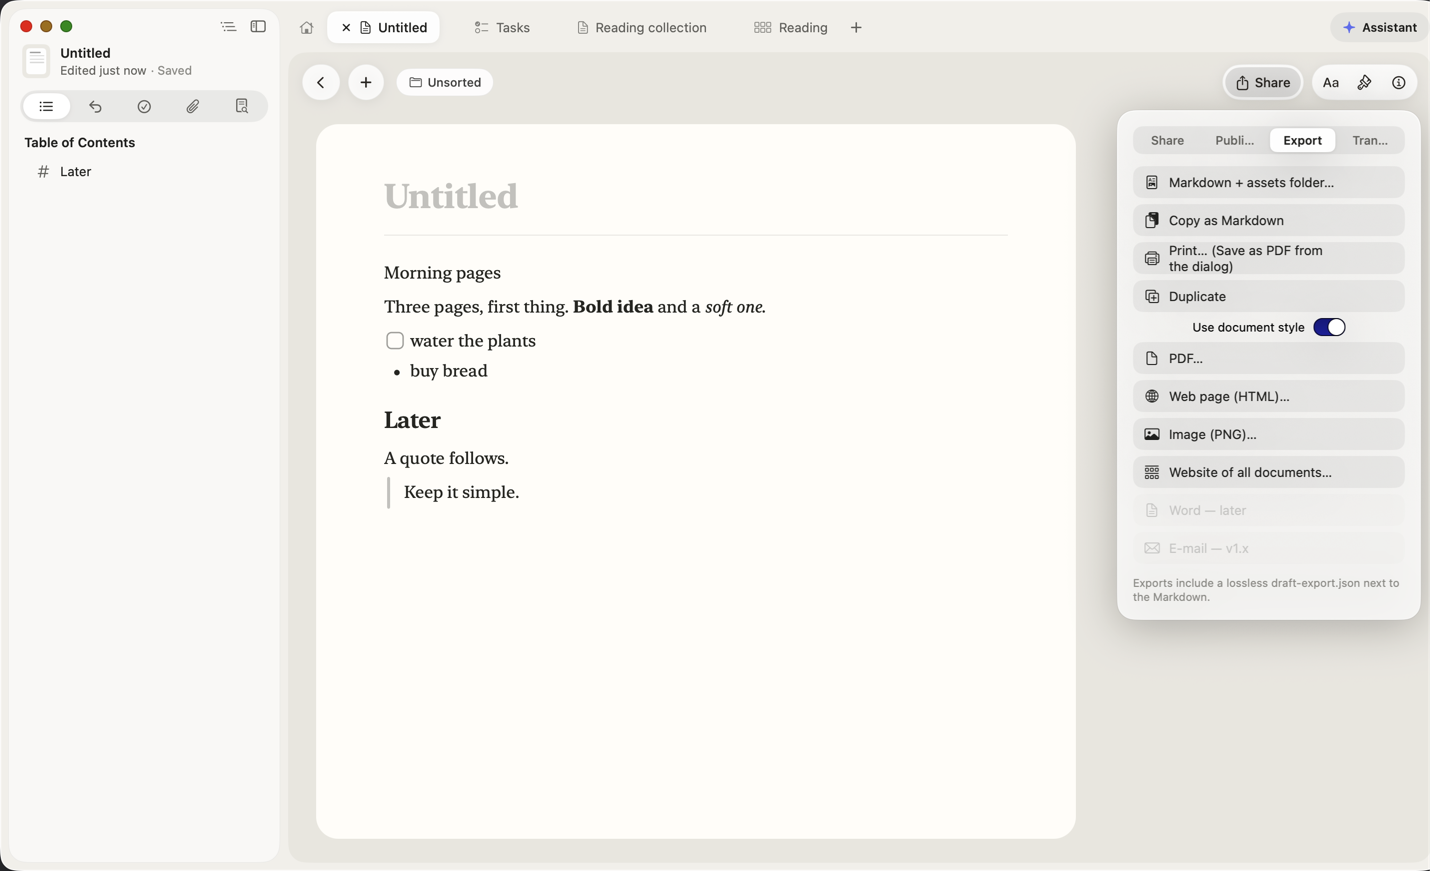 Untitled
Edited just now · Saved
Table of Contents
# Later
Untitled
Tasks
Reading collection
Reading
Assistant
Unsorted
Share
Aa
Untitled
Morning pages
Three pages, first thing. Bold idea and a soft one.
water the plants
• buy bread
Later
A quote follows.
Keep it simple.
Share
Publi...
Export
Tran...
Markdown + assets folder...
Copy as Markdown
Print... (Save as PDF from
the dialog)
Duplicate
Use document style
PDF...
Web page (HTML)...
Image (PNG)...
Website of all documents...
Word — later
E-mail — v1.x
Exports include a lossless draft-export.json next to
the Markdown.